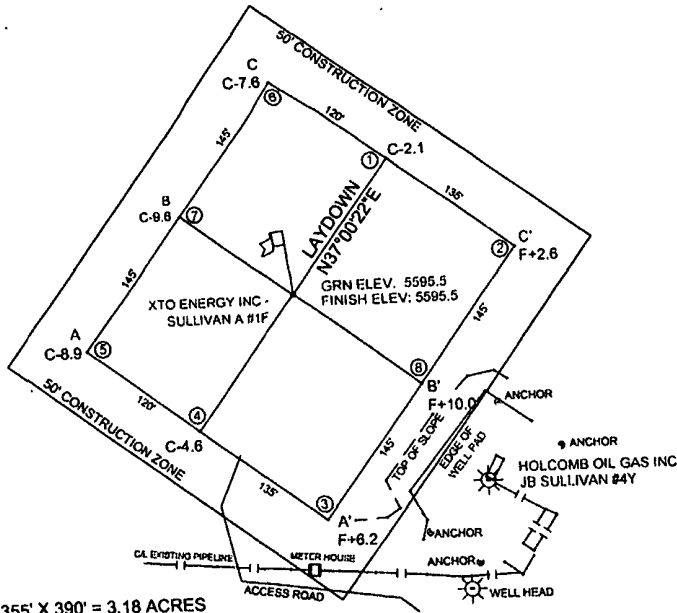 50' CONSTRUCTION ZONE
C
C-7.6
6
120'
1
C-2.1
145'
135'
LAYDOWN
N37°00'22"E
B
C-9.6
7
C'
F+2.6
2
GRN ELEV. 5595.5
FINISH ELEV: 5595.5
XTO ENERGY INC -
SULLIVAN A #1F
145'
145'
A
C-8.9
5
8
B'
F+10.0
ANCHOR
120'
4
C-4.6
50' CONSTRUCTION ZONE
145'
TOP OF SLOPE
EDGE OF
WELL PAD
ANCHOR
HOLCOMB OIL GAS INC
JB SULLIVAN #4Y
135'
3
A'
F+6.2
ANCHOR
C/L EXISTING PIPELINE
METER HOUSE
ANCHOR
ACCESS ROAD
WELL HEAD
355' X 390' = 3.18 ACRES